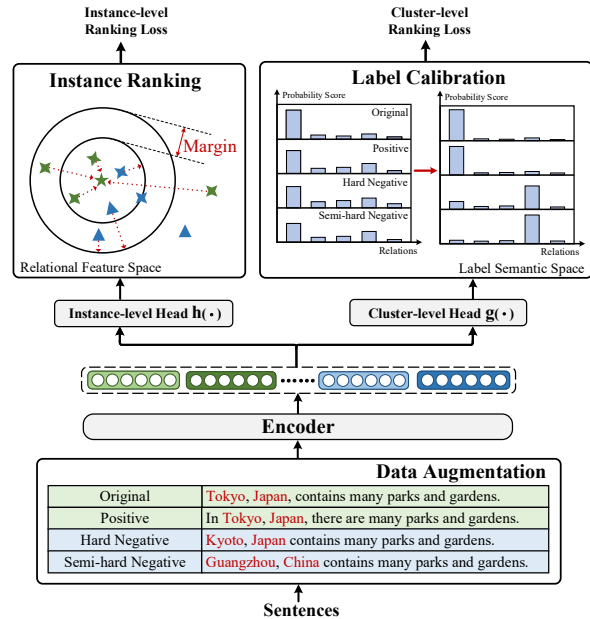 Instance-level
Ranking Loss
Cluster-level
Ranking Loss
Instance Ranking
Margin
Relational Feature Space
Label Calibration
Probability Score
Original
Positive
Hard Negative
Semi-hard Negative
Relations
Probability Score
Relations
Label Semantic Space
Instance-level Head h(·)
Cluster-level Head g(·)
Encoder
Data Augmentation
Original Tokyo, Japan, contains many parks and gardens.
Positive In Tokyo, Japan, there are many parks and gardens.
Hard Negative Kyoto, Japan contains many parks and gardens.
Semi-hard Negative Guangzhou, China contains many parks and gardens.
Sentences